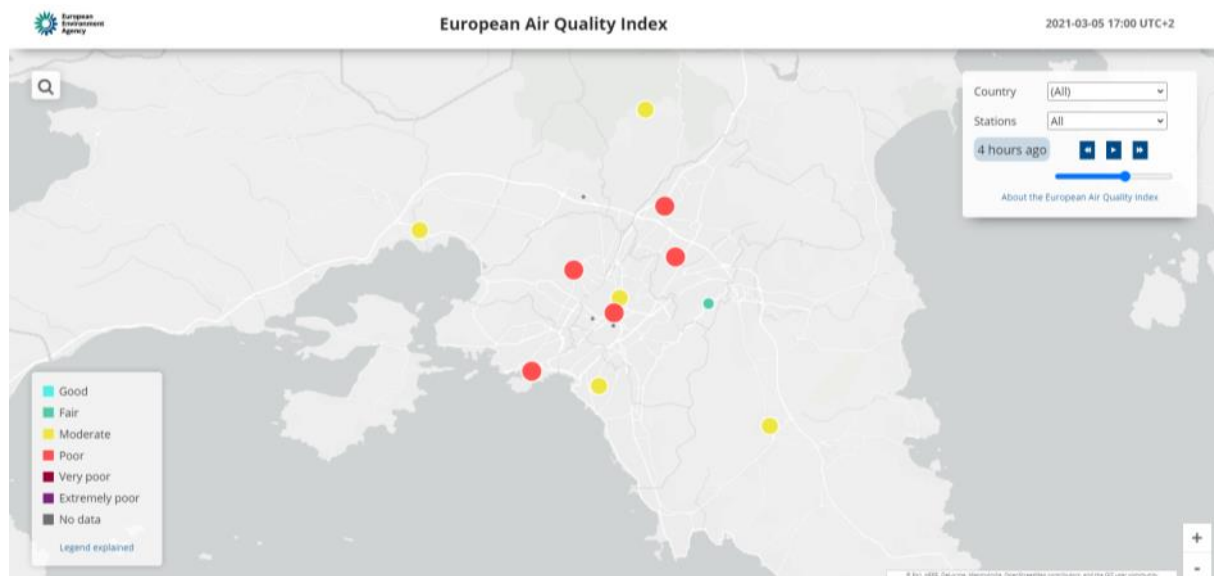 European
Environment
Agency
European Air Quality Index
2021-03-05 17:00 UTC+2
Country
(All)
Stations
All
4 hours ago
About the European Air Quality Index
Good
Fair
Moderate
Poor
Very poor
Extremely poor
No data
Legend explained
+
-